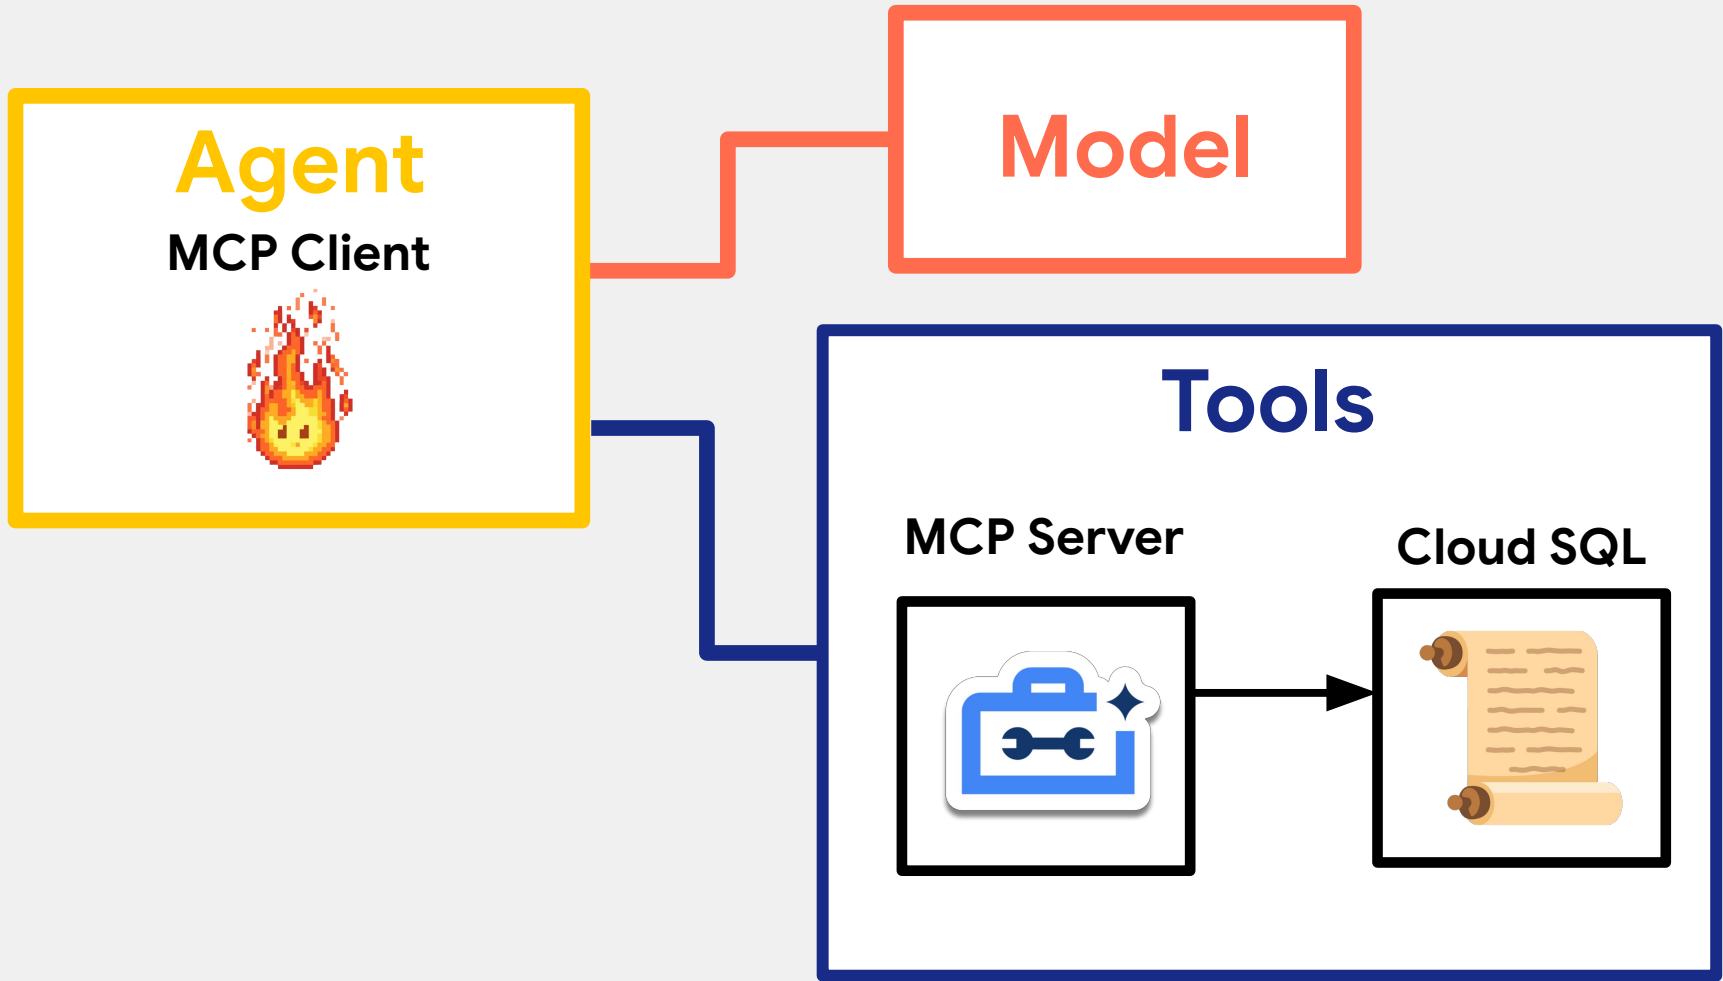 Agent
MCP Client
Model
Tools
MCP Server
Cloud SQL